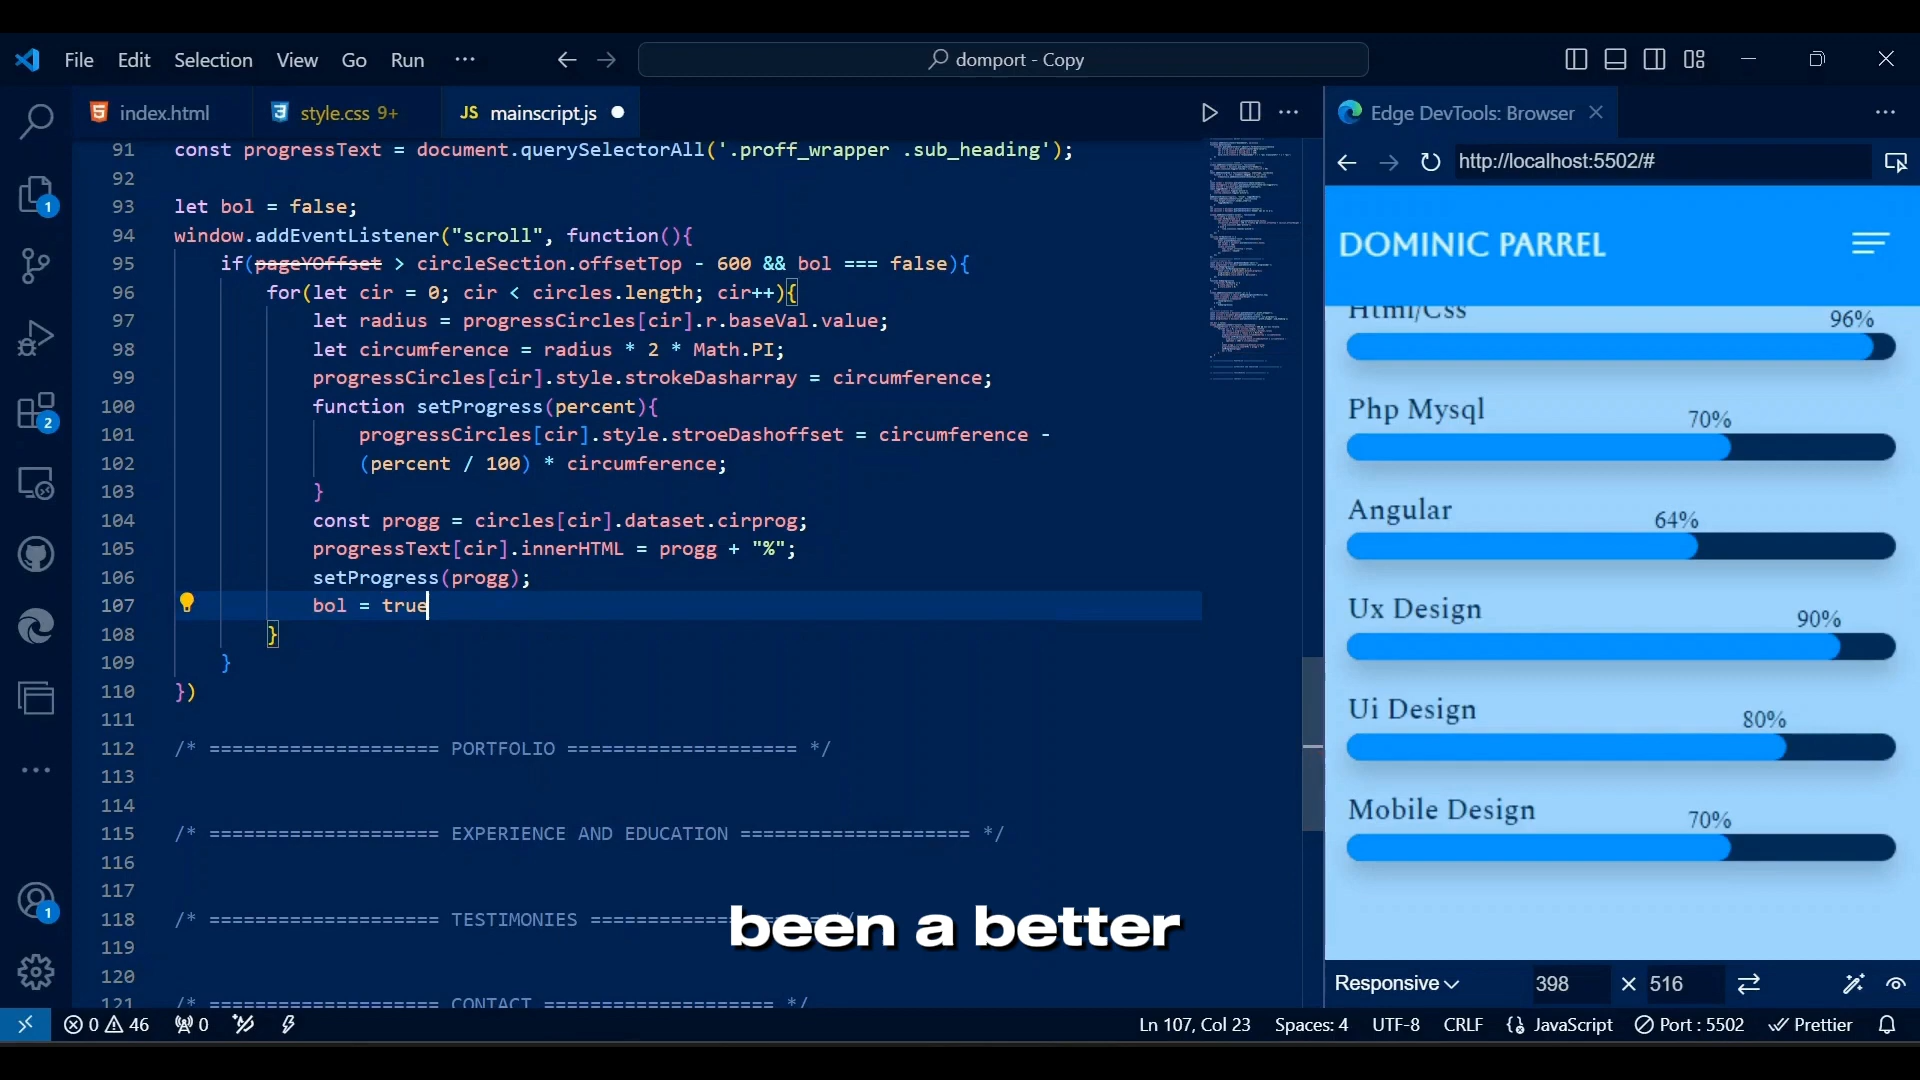 File Edit Selection View Go Run ··· domport - Copy
index.html style.css 9+ JS mainscript.js
Edge DevTools: Browser
http://localhost:5502/#
91 const progressText = document.querySelectorAll('.proff_wrapper .sub_heading');
92
93 let bol = false;
94 window.addEventListener("scroll", function(){
95 if(pageYOffset > circleSection.offsetTop - 600 && bol === false){
96 for(let cir = 0; cir < circles.length; cir++){
97 let radius = progressCircles[cir].r.baseVal.value;
98 let circumference = radius * 2 * Math.PI;
99 progressCircles[cir].style.strokeDasharray = circumference;
100 function setProgress(percent){
101 progressCircles[cir].style.stroeDashoffset = circumference -
102 (percent / 100) * circumference;
103 }
104 const progg = circles[cir].dataset.cirprog;
105 progressText[cir].innerHTML = progg + "%";
106 setProgress(progg);
107 bol = true
108 }
109 }
110 })
111
112 /* ==================== PORTFOLIO ==================== */
113
114
115 /* ==================== EXPERIENCE AND EDUCATION ==================== */
116
117
118 /* ==================== TESTIMONIES ==================== */
119
120
121 /* ==================== CONTACT ==================== */
been a better
1
2
1
DOMINIC PARREL
Html/Css 96%
Php Mysql 70%
Angular 64%
Ux Design 90%
Ui Design 80%
Mobile Design 70%
Responsive 398 × 516
0 46 0 Ln 107, Col 23 Spaces: 4 UTF-8 CRLF JavaScript Port : 5502 Prettier